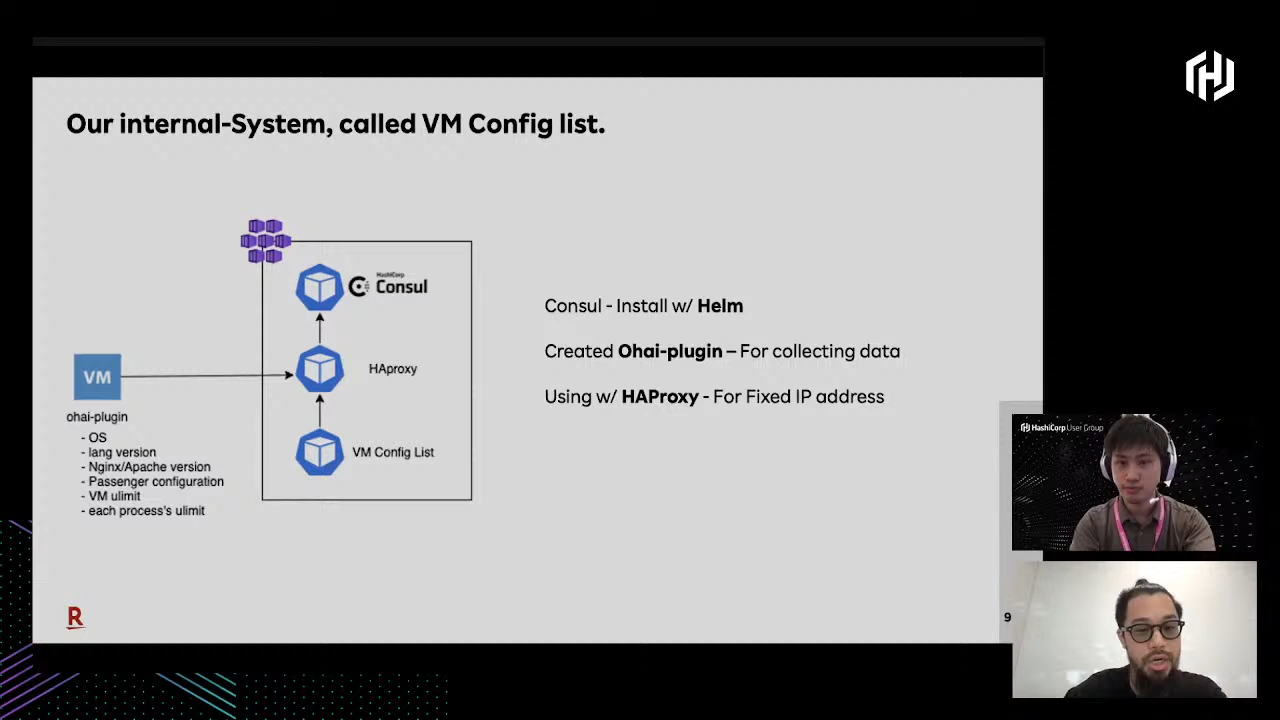 Our internal-System, called VM Config list.
HashiCorp
Consul
HAproxy
VM Config List
VM
ohai-plugin
- OS
- lang version
- Nginx/Apache version
- Passenger configuration
- VM ulimit
- each process's ulimit
Consul - Install w/ Helm
Created Ohai-plugin – For collecting data
Using w/ HAProxy - For Fixed IP address
R
9
HashiCorp User Group